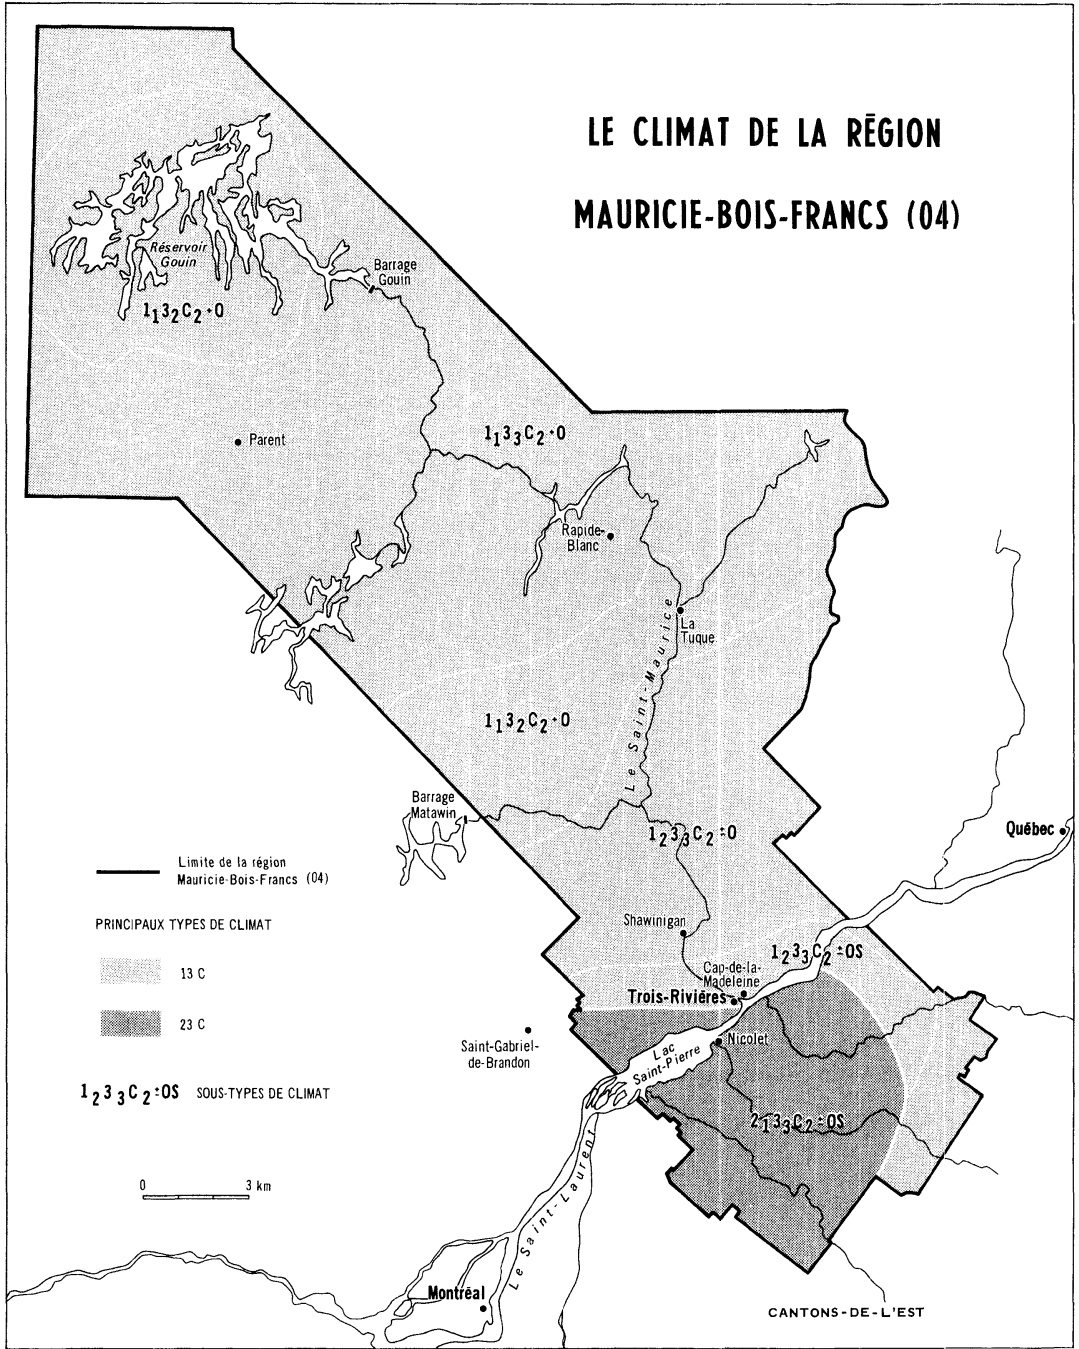 LE CLIMAT DE LA RÉGION
MAURICIE-BOIS-FRANCS (04)
Réservoir
Gouin
Barrage
Gouin
1₁3₂C₂+O
Parent
1₁3₃C₂+O
Rapide-
Blanc
La
Tuque
Le Saint-Maurice
1₁3₂C₂+O
Barrage
Matawin
1₂3₃C₂±O
Québec
Limite de la région
Mauricie-Bois-Francs (04)
PRINCIPAUX TYPES DE CLIMAT
13 C
23 C
1₂3₃C₂±OS SOUS-TYPES DE CLIMAT
Shawinigan
1₂3₃C₂±OS
Cap-de-la-
Madeleine
Trois-Rivières
Nicolet
Lac
Saint-Pierre
Saint-Gabriel-
de-Brandon
2₁3₃C₂±OS
0 3 km
Le Saint-Laurent
Montréal
CANTONS-DE-L'EST